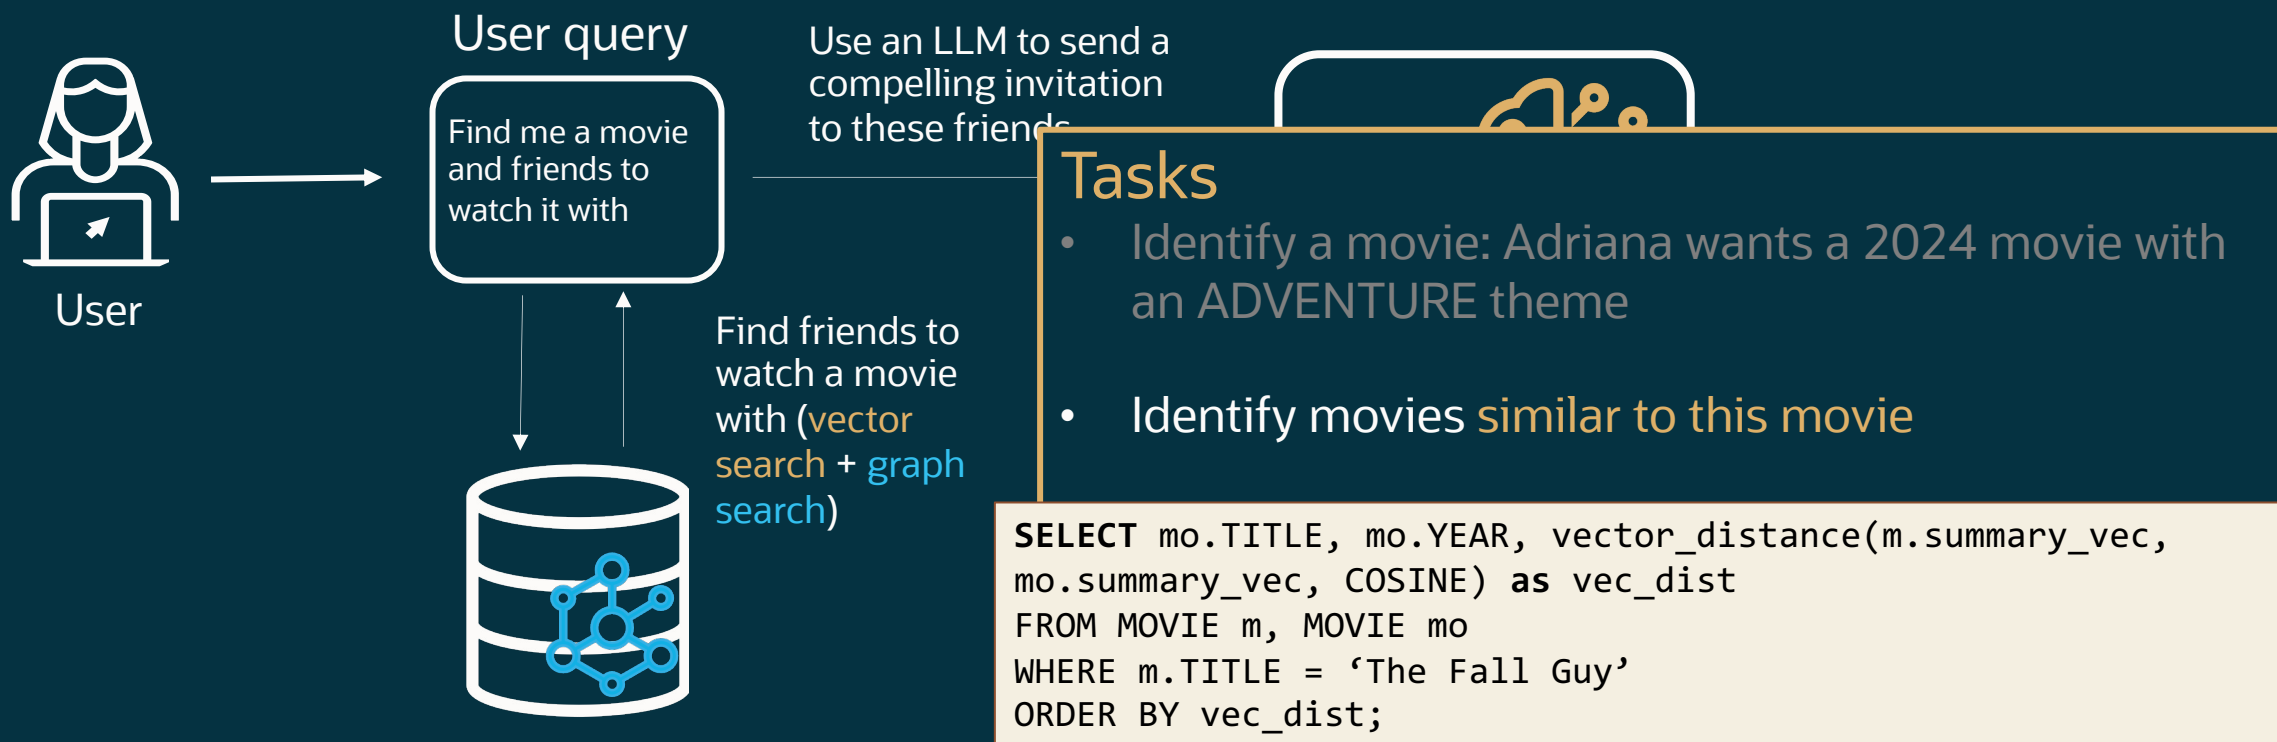 User query
Find me a movie
and friends to
watch it with
User
Use an LLM to send a
compelling invitation
to these friends
Find friends to
watch a movie
with (vector
search + graph
search)
Tasks
• Identify a movie: Adriana wants a 2024 movie with
an ADVENTURE theme
• Identify movies similar to this movie
SELECT mo.TITLE, mo.YEAR, vector_distance(m.summary_vec,
mo.summary_vec, COSINE) as vec_dist
FROM MOVIE m, MOVIE mo
WHERE m.TITLE = ‘The Fall Guy’
ORDER BY vec_dist;